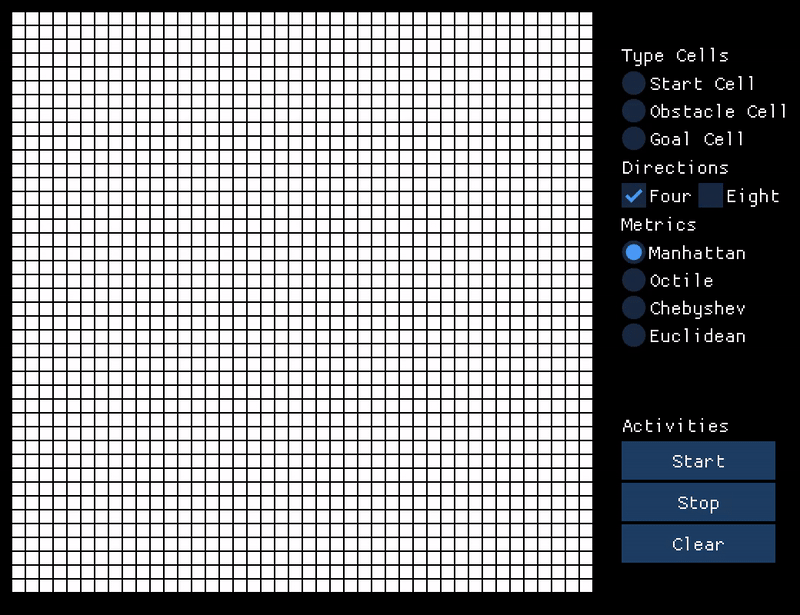 Type Cells
Start Cell
Obstacle Cell
Goal Cell
Directions
Four Eight
Metrics
Manhattan
Octile
Chebyshev
Euclidean
Activities
Start
Stop
Clear